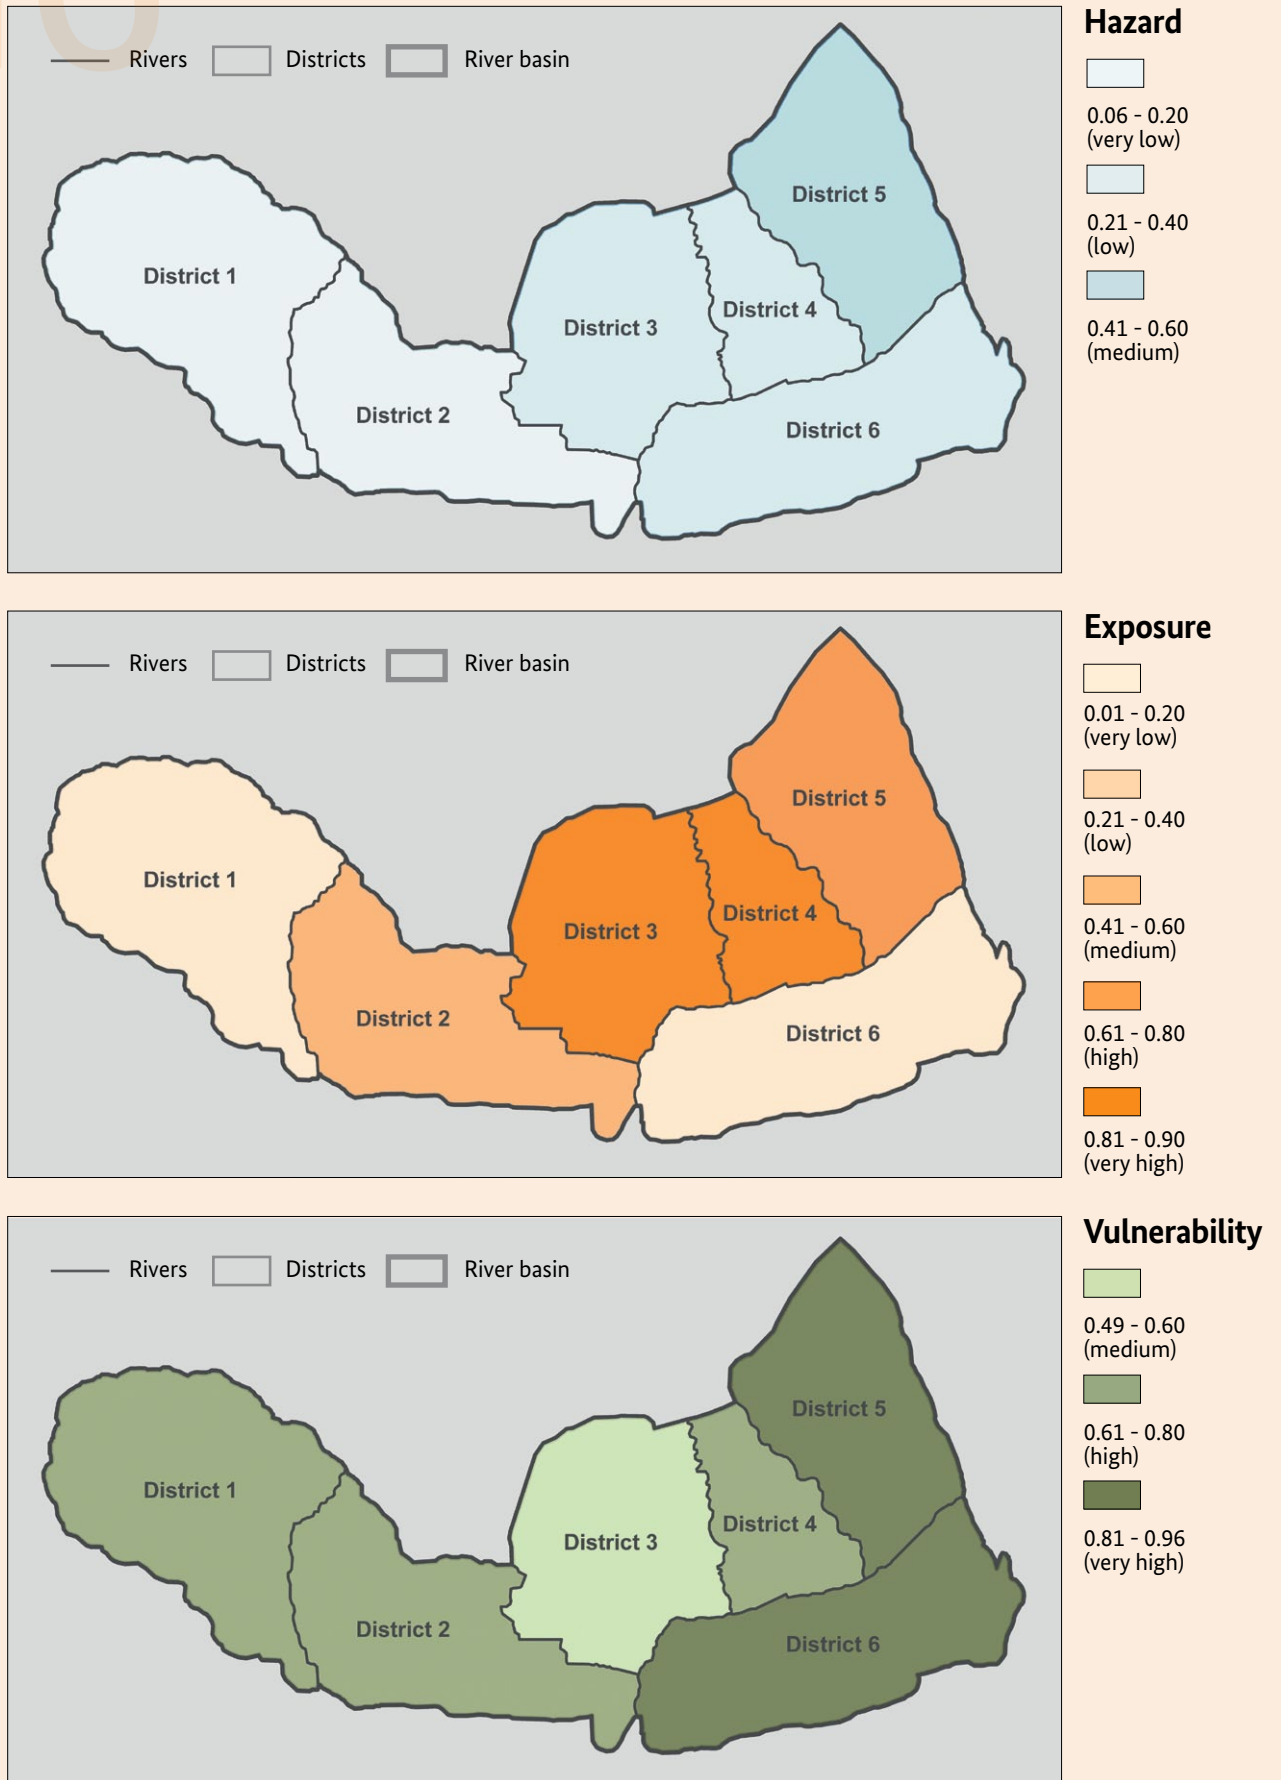 Hazard
Rivers
Districts
River basin
0.06 - 0.20
(very low)
0.21 - 0.40
(low)
0.41 - 0.60
(medium)
District 5
District 1
District 4
District 3
District 2
District 6
Exposure
Rivers
Districts
River basin
0.01 - 0.20
(very low)
0.21 - 0.40
(low)
0.41 - 0.60
(medium)
0.61 - 0.80
(high)
0.81 - 0.90
(very high)
District 5
District 1
District 4
District 3
District 2
District 6
Vulnerability
Rivers
Districts
River basin
0.49 - 0.60
(medium)
0.61 - 0.80
(high)
0.81 - 0.96
(very high)
District 5
District 1
District 4
District 3
District 2
District 6